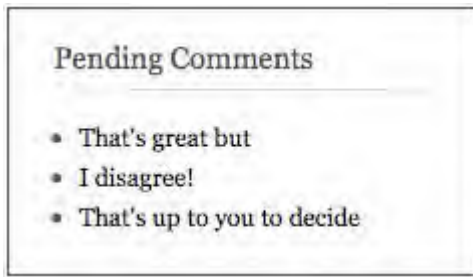 Pending Comments
That's great but
I disagree!
That's up to you to decide